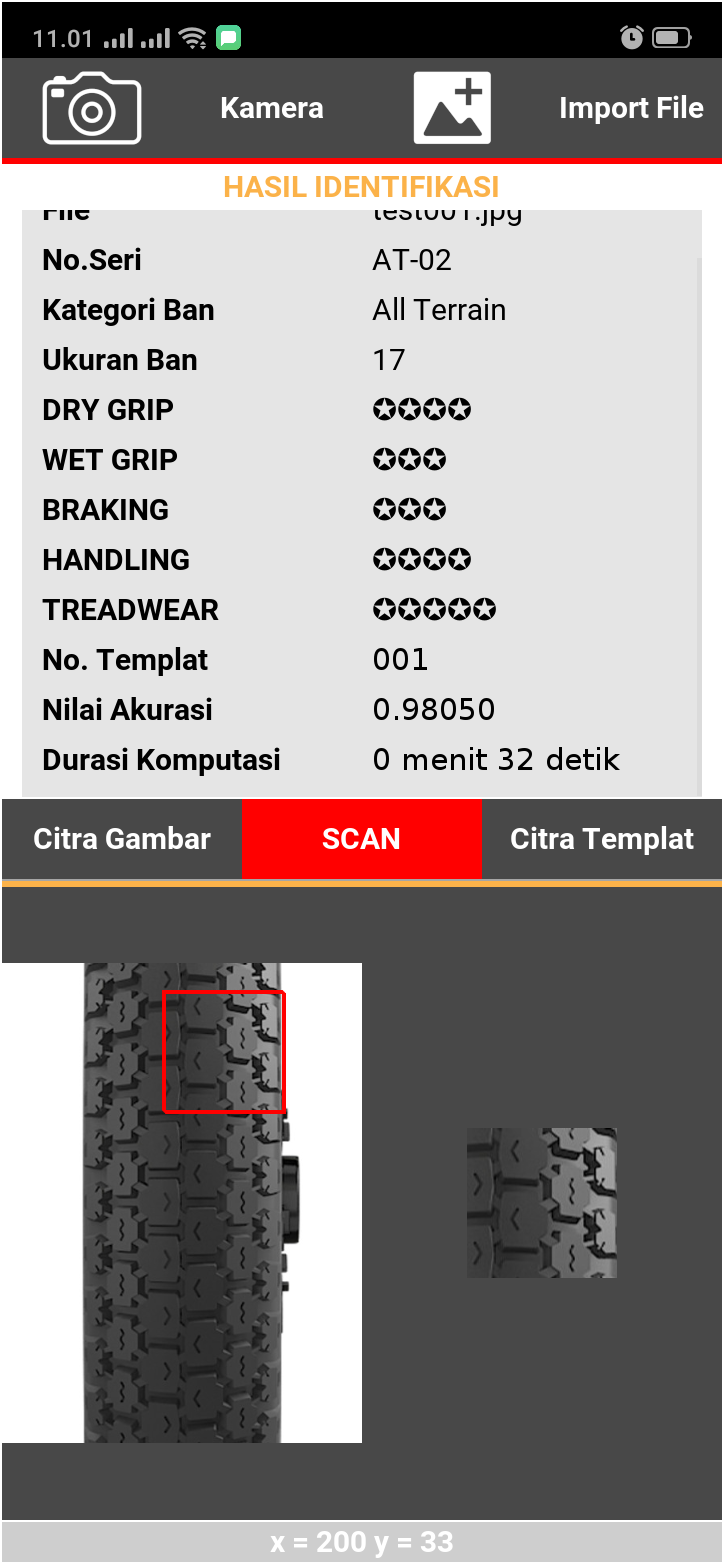 11.01
Kamera Import File
HASIL IDENTIFIKASI
File test001.jpg
No.Seri AT-02
Kategori Ban All Terrain
Ukuran Ban 17
DRY GRIP ✪✪✪✪
WET GRIP ✪✪✪
BRAKING ✪✪✪
HANDLING ✪✪✪✪
TREADWEAR ✪✪✪✪✪
No. Templat 001
Nilai Akurasi 0.98050
Durasi Komputasi 0 menit 32 detik
Citra Gambar SCAN Citra Templat
x = 200 y = 33